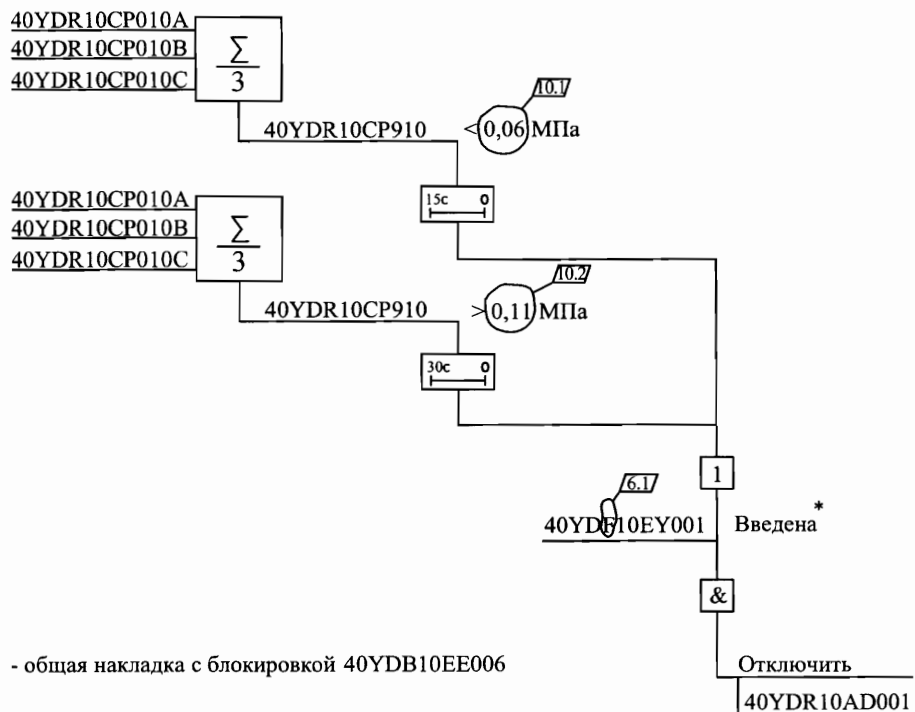 40YDR10CP010A
40YDR10CP010B
40YDR10CP010C
Σ
3
10.1
40YDR10CP910 <0,06 МПа
15с 0
40YDR10CP010A
40YDR10CP010B
40YDR10CP010C
Σ
3
10.2
40YDR10CP910 >0,11 МПа
30с 0
1
6.1
40YDF10EY001 Введена*
&
- общая накладка с блокировкой 40YDB10EE006
Отключить
40YDR10AD001